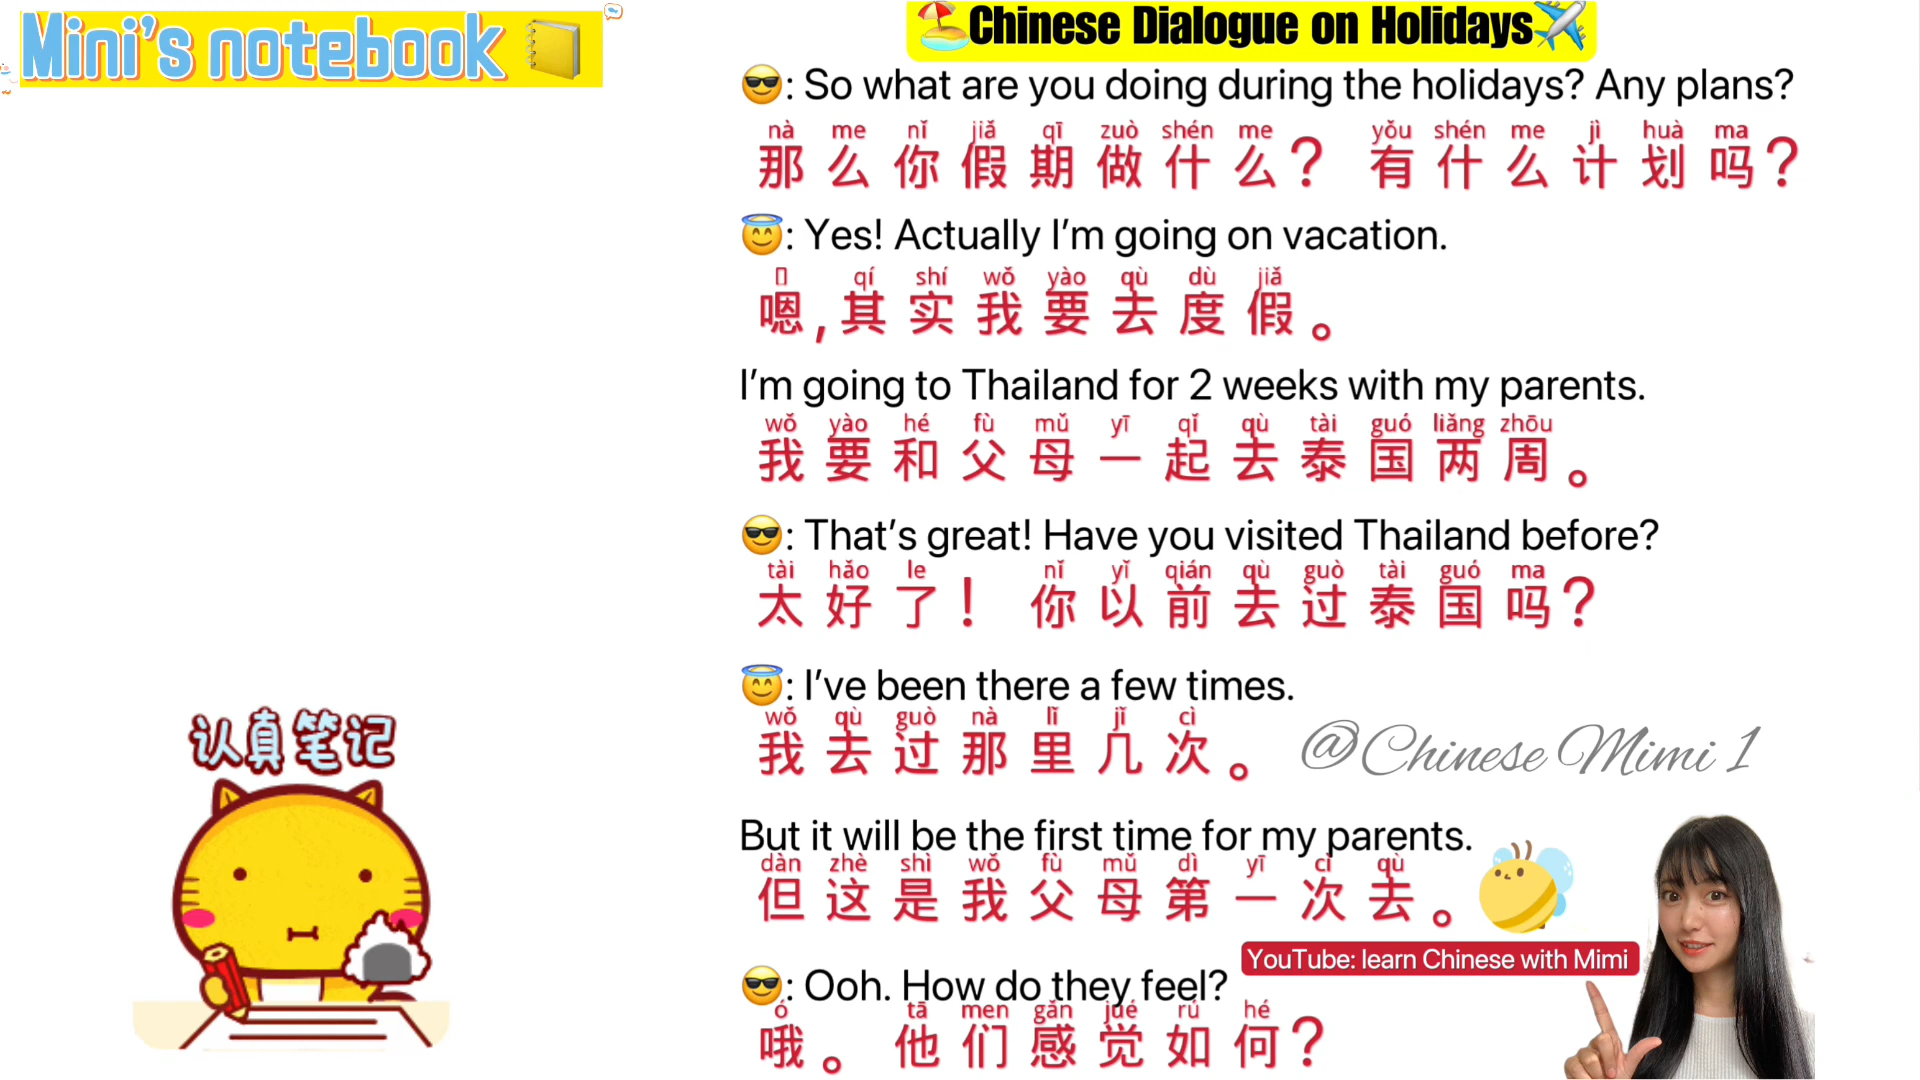 Mini's notebook
🏖️Chinese Dialogue on Holidays✈️
😎: So what are you doing during the holidays? Any plans?
nà me nǐ jiǎ qī zuò shén me yǒu shén me jì huà ma
那么你假期做什么？ 有什么计划吗？
😇: Yes! Actually I'm going on vacation.
qí shí wǒ yào qù dù jiǎ
嗯,其实我要去度假。
I'm going to Thailand for 2 weeks with my parents.
wǒ yào hé fù mǔ yī qǐ qù tài guó liǎng zhōu
我要和父母一起去泰国两周。
😎: That's great! Have you visited Thailand before?
tài hǎo le nǐ yǐ qián qù guò tài guó ma
太好了！ 你以前去过泰国吗？
😇: I've been there a few times.
wǒ qù guò nà lǐ jǐ cì
我去过那里几次。
@Chinese Mimi 1
But it will be the first time for my parents.
dàn zhè shì wǒ fù mǔ dì yī cì qù
但这是我父母第一次去。
YouTube: learn Chinese with Mimi
😎: Ooh. How do they feel?
ó tā men gǎn jué rú hé
哦。 他们感觉如何？
认真笔记